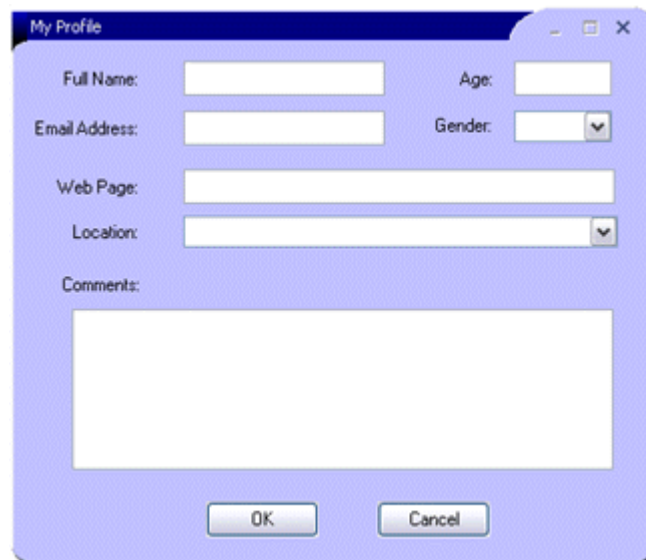 My Profile
Full Name: Age:
Email Address: Gender:
Web Page:
Location:
Comments:
OK Cancel